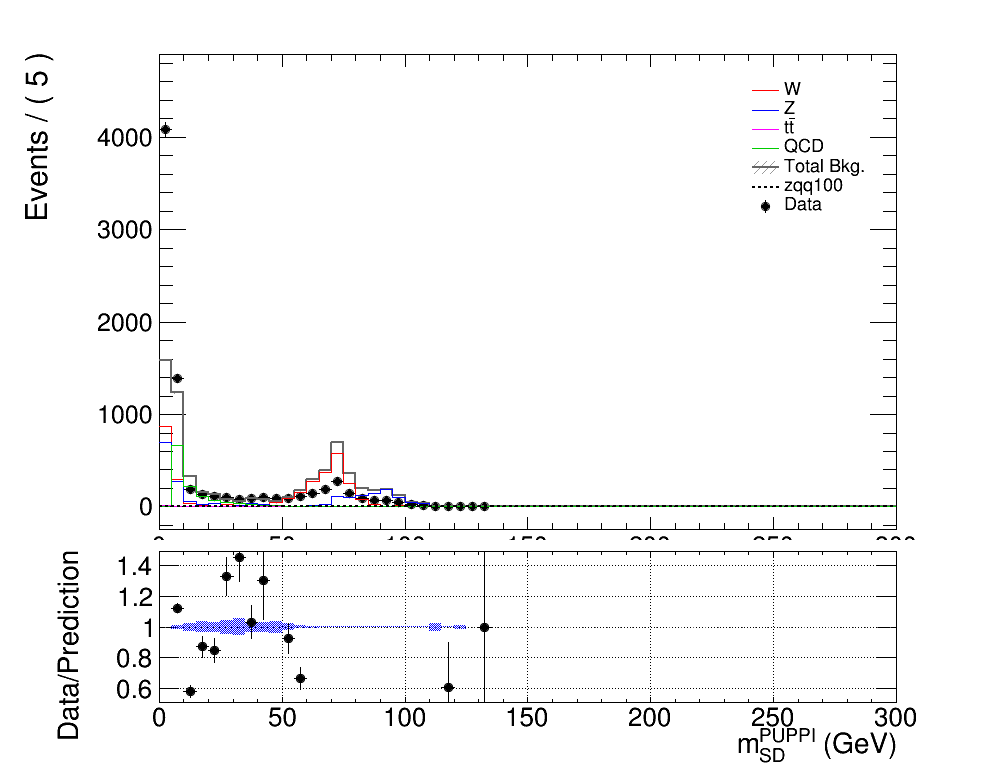 Events / ( 5 )
4000
3000
2000
1000
0
W
Z
tt̄
QCD
Total Bkg.
zqq100
Data
Data/Prediction
1.4
1.2
1
0.8
0.6
0 50 100 150 200 250 300
m_SD^PUPPI (GeV)